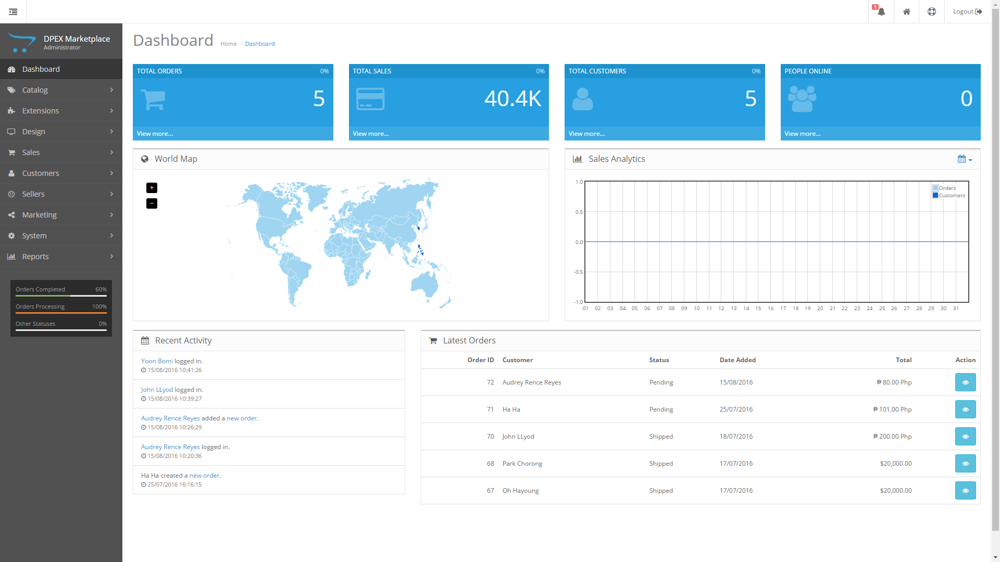 1
Logout
DPEX Marketplace
Administrator
Dashboard
Catalog
Extensions
Design
Sales
Customers
Sellers
Marketing
System
Reports
Orders Completed 60%
Orders Processing 100%
Other Statuses 0%
Dashboard Home / Dashboard
TOTAL ORDERS 0%
5
View more...
TOTAL SALES 0%
40.4K
View more...
TOTAL CUSTOMERS 0%
5
View more...
PEOPLE ONLINE
0
View more...
World Map
+
−
Sales Analytics
Orders
Customers
1.0
0.5
0.0
-0.5
-1.0
01 02 03 04 05 06 07 08 09 10 11 12 13 14 15 16 17 18 19 20 21 22 23 24 25 26 27 28 29 30 31
Recent Activity
Yoon Bomi logged in.
15/08/2016 10:41:26
John LLyod logged in.
15/08/2016 10:39:27
Audrey Rence Reyes added a new order.
15/08/2016 10:26:29
Audrey Rence Reyes logged in.
15/08/2016 10:20:36
Ha Ha created a new order.
25/07/2016 16:16:15
Latest Orders
Order ID Customer Status Date Added Total Action
72 Audrey Rence Reyes Pending 15/08/2016 ₱ 80.00 Php
71 Ha Ha Pending 25/07/2016 ₱ 101.00 Php
70 John LLyod Shipped 18/07/2016 ₱ 200.00 Php
68 Park Chorong Shipped 17/07/2016 $20,000.00
67 Oh Hayoung Shipped 17/07/2016 $20,000.00